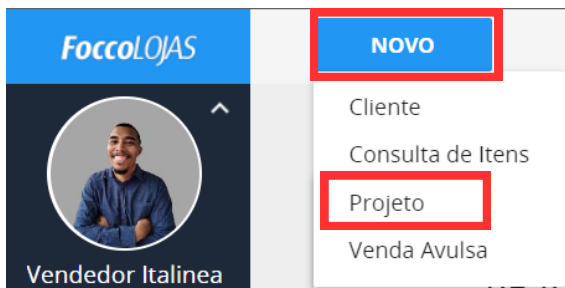 FoccoLOJAS
NOVO
Cliente
Consulta de Itens
Projeto
Venda Avulsa
Vendedor Italinea